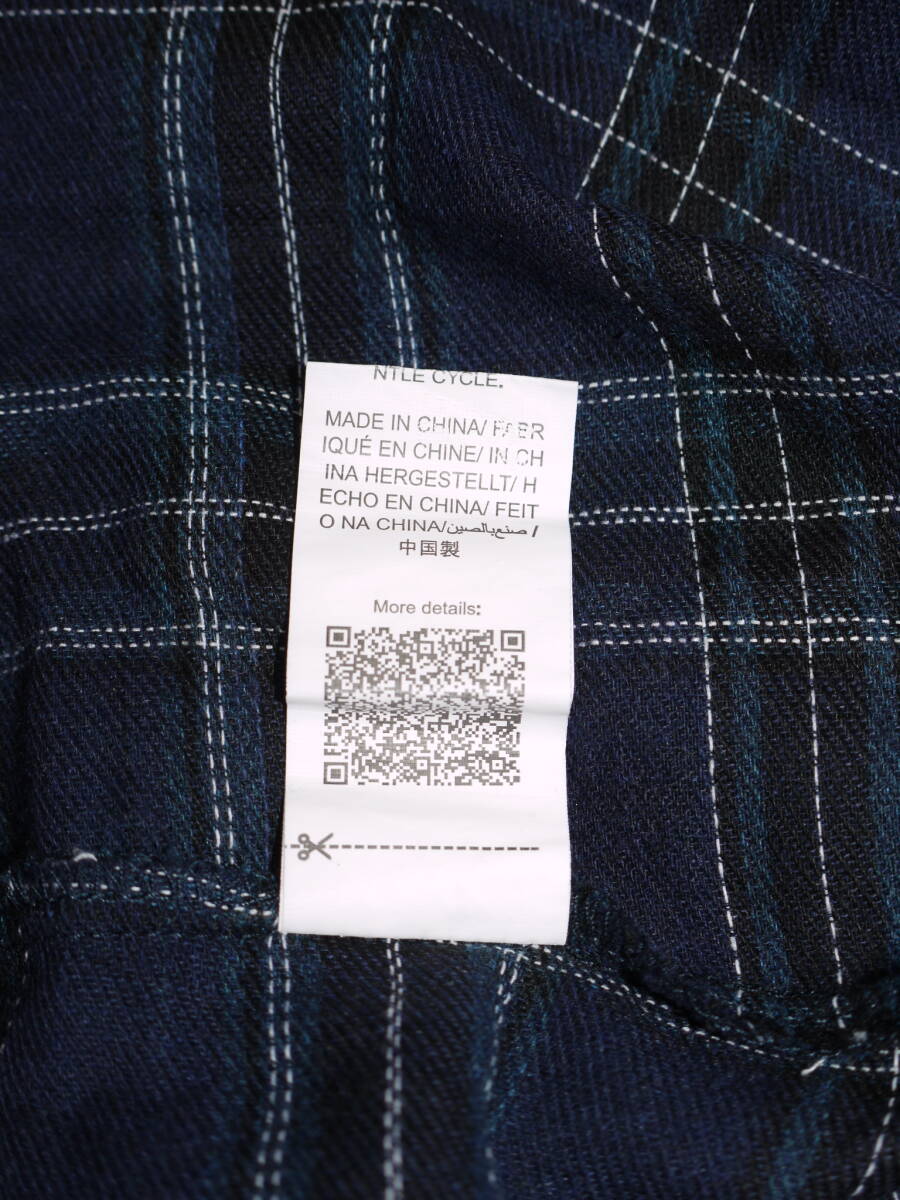 NTLE CYCLE.
MADE IN CHINA/ FABR
IQUÉ EN CHINE/ IN CH
INA HERGESTELLT/ H
ECHO EN CHINA/ FEIT
O NA CHINA/صنع بالصين /
中国製
More details: